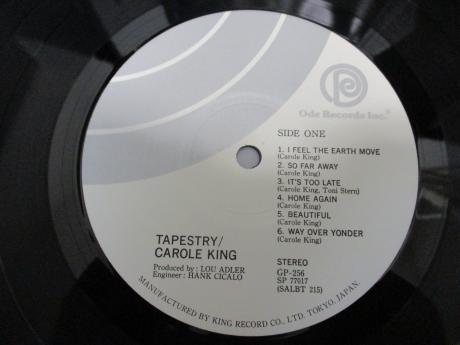 Ode Records Inc.®
SIDE ONE
1. I FEEL THE EARTH MOVE
(Carole King)
2. SO FAR AWAY
(Carole King)
3. IT'S TOO LATE
(Carole King, Toni Stern)
4. HOME AGAIN
(Carole King)
5. BEAUTIFUL
(Carole King)
6. WAY OVER YONDER
(Carole King)
TAPESTRY/
CAROLE KING
Produced by: LOU ADLER
Engineer: HANK CICALO
STEREO
GP-256
SP 77017
(SALBT 215)
MANUFACTURED BY KING RECORD CO., LTD. TOKYO, JAPAN.